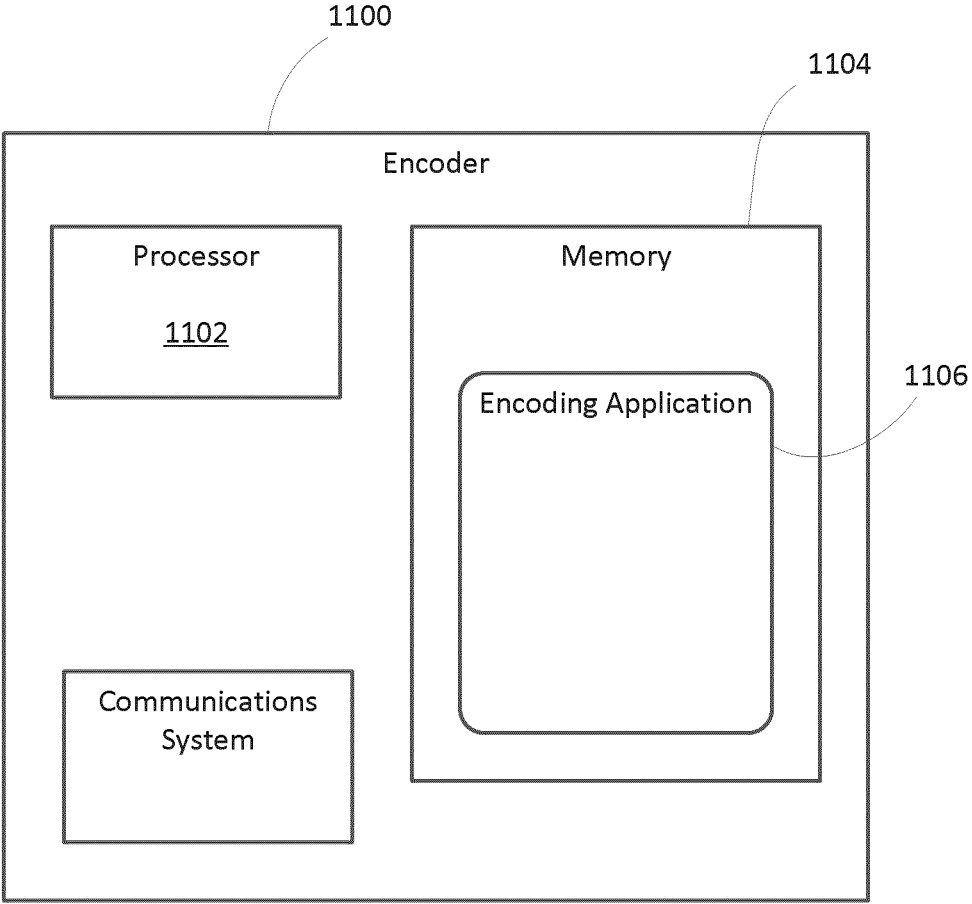 1100
1104
Encoder
Processor
1102
Memory
1106
Encoding Application
Communications
System